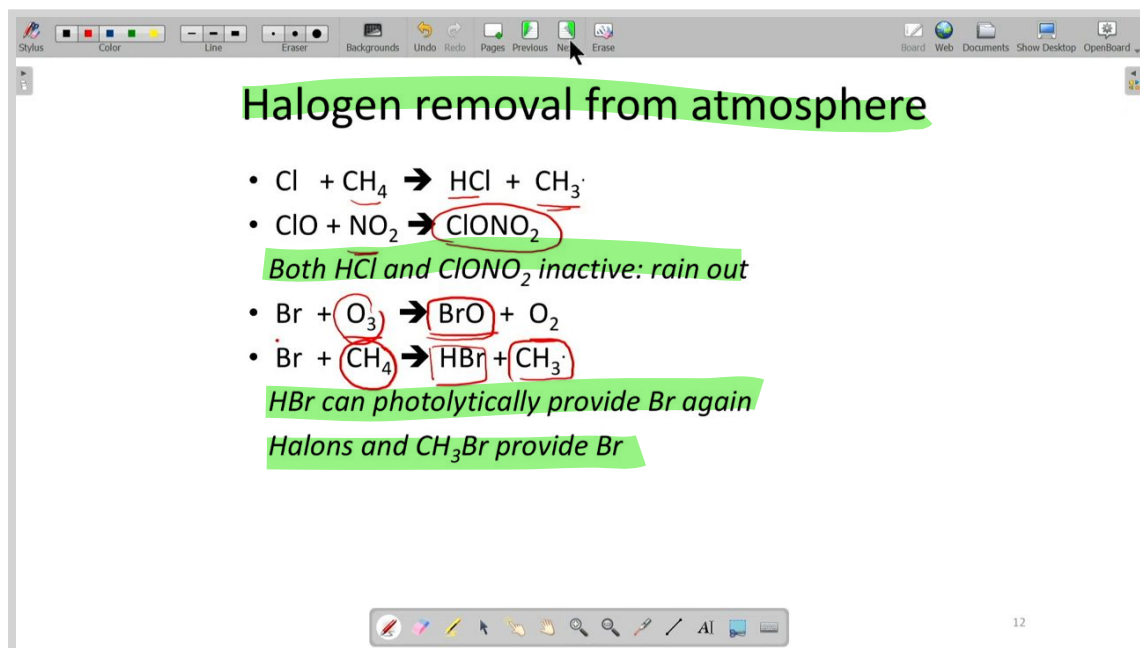 Stylus Color Line Eraser Backgrounds Undo Redo Pages Previous Erase Board Web Documents Show Desktop OpenBoard
Halogen removal from atmosphere
• Cl + CH₄ ➔ HCl + CH₃·
• ClO + NO₂ ➔ ClONO₂
Both HCl and ClONO₂ inactive: rain out
• Br + O₃ ➔ BrO + O₂
• Br + CH₄ ➔ HBr + CH₃·
HBr can photolytically provide Br again
Halons and CH₃Br provide Br
AI
12